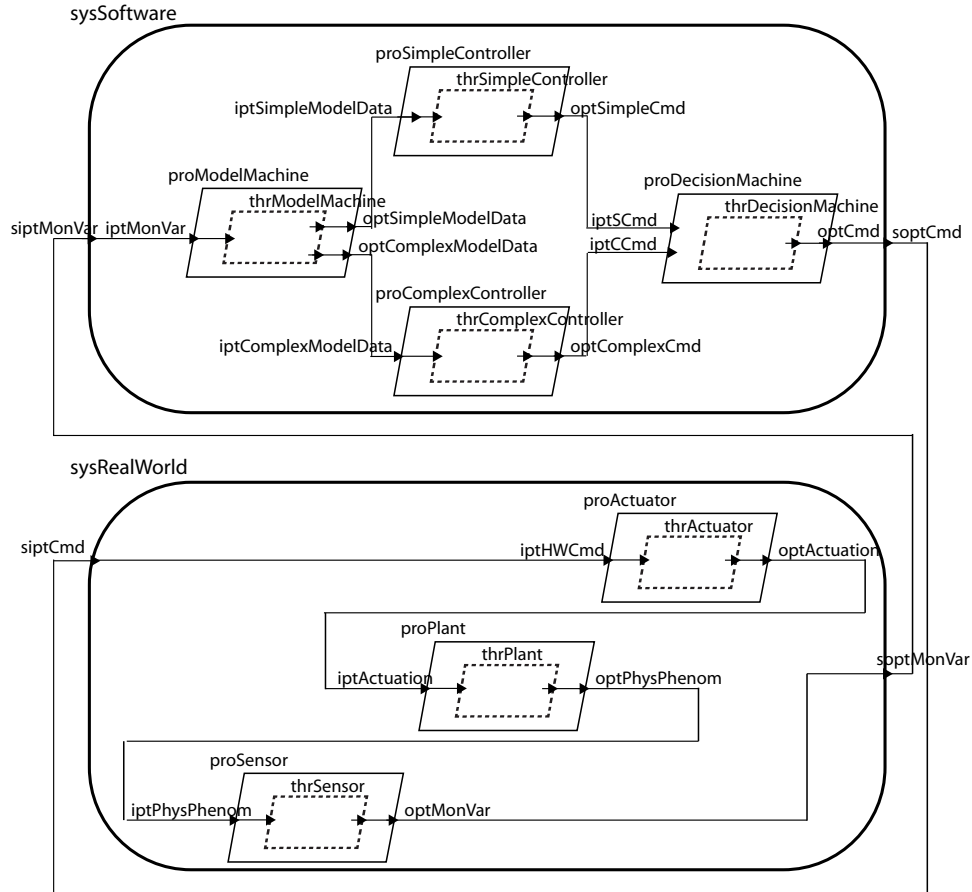 sysSoftware
proSimpleController
thrSimpleController
iptSimpleModelData
optSimpleCmd
proModelMachine
thrModelMachine
proDecisionMachine
thrDecisionMachine
optSimpleModelData
iptSCmd
siptMonVar
iptMonVar
optCmd
soptCmd
optComplexModelData
iptCCmd
proComplexController
thrComplexController
iptComplexModelData
optComplexCmd
sysRealWorld
proActuator
thrActuator
siptCmd
iptHWCmd
optActuation
proPlant
thrPlant
soptMonVar
iptActuation
optPhysPhenom
proSensor
thrSensor
iptPhysPhenom
optMonVar